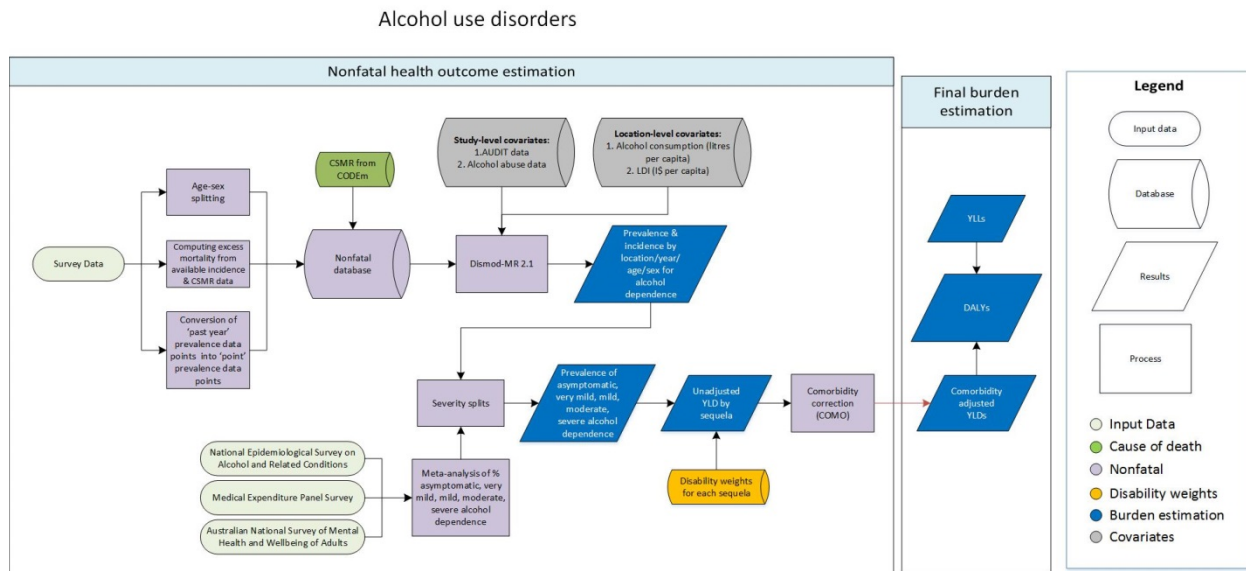 Alcohol use disorders
Nonfatal health outcome estimation
Survey Data
Age-sex
splitting
Computing excess
mortality from
available incidence
& CSMR data
Conversion of
‘past year’
prevalence data
points into ‘point’
prevalence data
points
CSMR from
CODEm
Nonfatal
database
Study-level covariates:
1.AUDIT data
2. Alcohol abuse data
Location-level covariates:
1. Alcohol consumption (litres
per capita)
2. LDI (I$ per capita)
Dismod-MR 2.1
Prevalence &
incidence by
location/year/
age/sex for
alcohol
dependence
Severity splits
Prevalence of
asymptomatic,
very mild, mild,
moderate,
severe alcohol
dependence
Unadjusted
YLD by
sequela
Comorbidity
correction
(COMO)
National Epidemiological Survey on
Alcohol and Related Conditions
Medical Expenditure Panel Survey
Australian National Survey of Mental
Health and Wellbeing of Adults
Meta-analysis of %
asymptomatic, very
mild, mild, moderate,
severe alcohol
dependence
Disability weights
for each sequela
Final burden
estimation
YLLs
DALYs
Comorbidity
adjusted
YLDs
Legend
Input data
Database
Results
Process
Input Data
Cause of death
Nonfatal
Disability weights
Burden estimation
Covariates